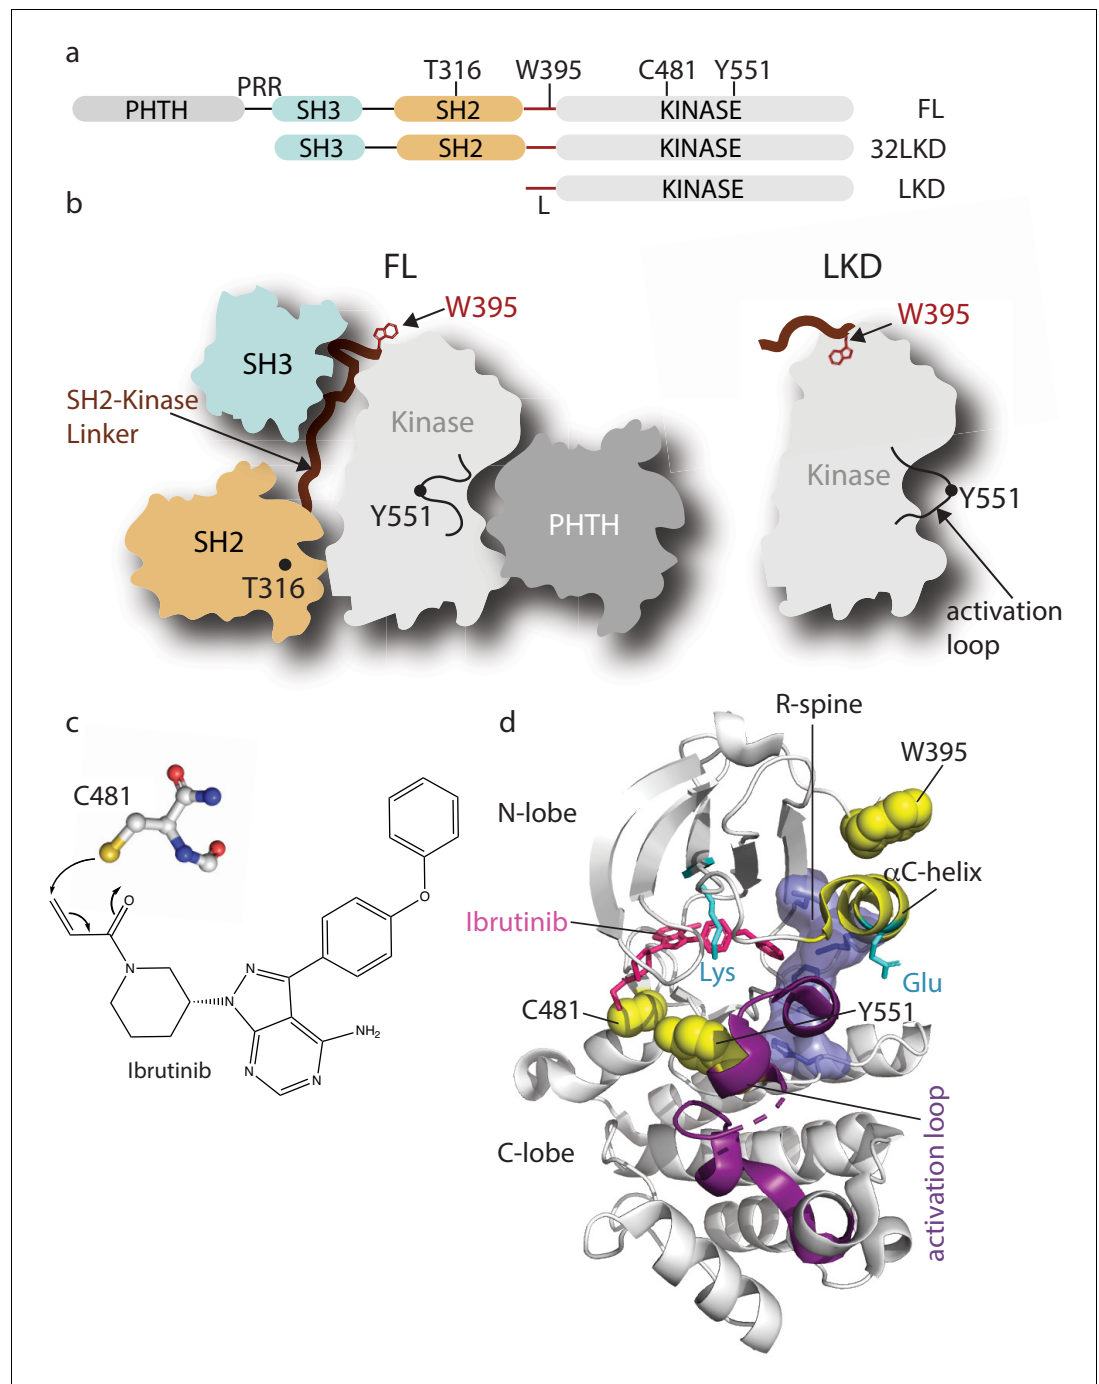 a
T316 W395 C481 Y551
PRR
PHTH SH3 SH2 KINASE FL
SH3 SH2 KINASE 32LKD
KINASE LKD
L
b
FL LKD
W395 W395
SH3
SH2-Kinase
Linker
Kinase Kinase
Y551 Y551
PHTH
SH2
T316
activation
loop
c
C481
O
O
N
N
N
NH2
N
N
Ibrutinib
d
R-spine
W395
N-lobe
αC-helix
Ibrutinib
Lys
Glu
C481 Y551
C-lobe
activation loop